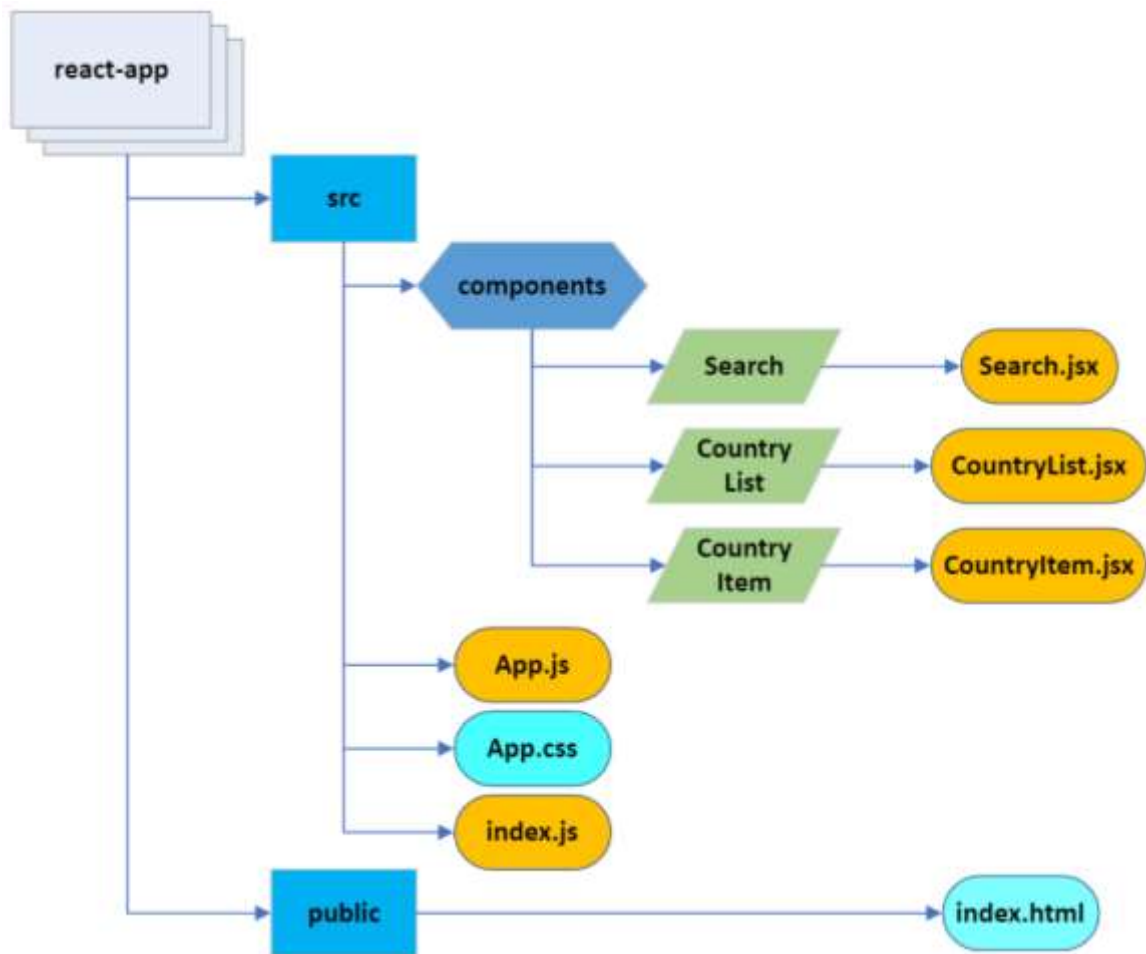 react-app
src
components
Search
Search.jsx
Country
List
CountryList.jsx
Country
Item
CountryItem.jsx
App.js
App.css
index.js
public
index.html